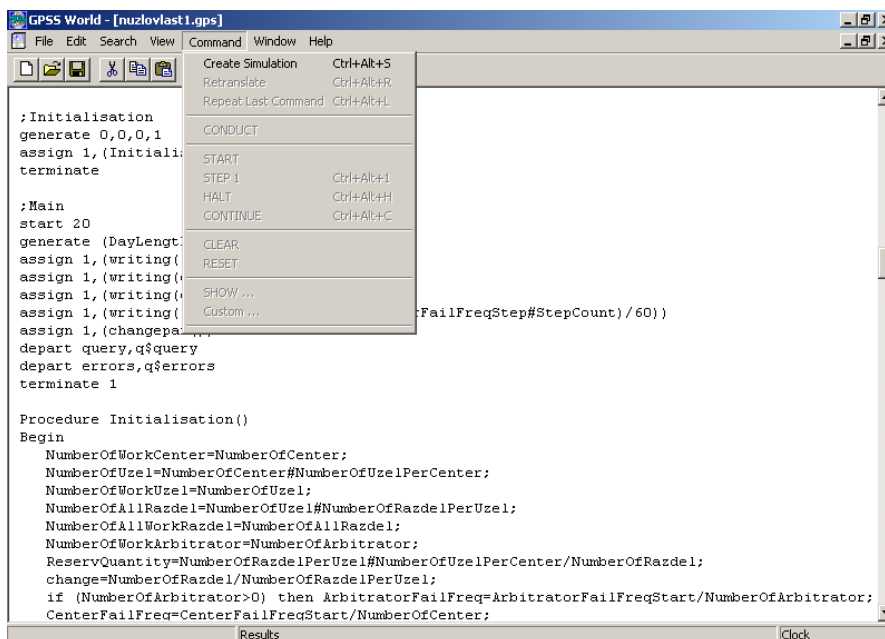 GPSS World - [nuzlovlast1.gps]
File Edit Search View Command Window Help
Create Simulation Ctrl+Alt+S
Retranslate Ctrl+Alt+R
Repeat Last Command Ctrl+Alt+L
CONDUCT
START
STEP 1 Ctrl+Alt+1
HALT Ctrl+Alt+H
CONTINUE Ctrl+Alt+C
CLEAR
RESET
SHOW ...
Custom ...
;Initialisation
generate 0,0,0,1
assign 1,(Initiali
terminate
;Main
start 20
generate (DayLengt
assign 1,(writing(
assign 1,(writing(
assign 1,(writing(
assign 1,(writing( FailFreqStep#StepCount)/60))
assign 1,(changepa
depart query,q$query
depart errors,q$errors
terminate 1
Procedure Initialisation()
Begin
NumberOfWorkCenter=NumberOfCenter;
NumberOfUzel=NumberOfCenter#NumberOfUzelPerCenter;
NumberOfWorkUzel=NumberOfUzel;
NumberOfAllRazdel=NumberOfUzel#NumberOfRazdelPerUzel;
NumberOfAllWorkRazdel=NumberOfAllRazdel;
NumberOfWorkArbitrator=NumberOfArbitrator;
ReservQuantity=NumberOfRazdelPerUzel#NumberOfUzelPerCenter/NumberOfRazdel;
change=NumberOfRazdel/NumberOfRazdelPerUzel;
if (NumberOfArbitrator>0) then ArbitratorFailFreq=ArbitratorFailFreqStart/NumberOfArbitrator;
CenterFailFreq=CenterFailFreqStart/NumberOfCenter;
Results Clock